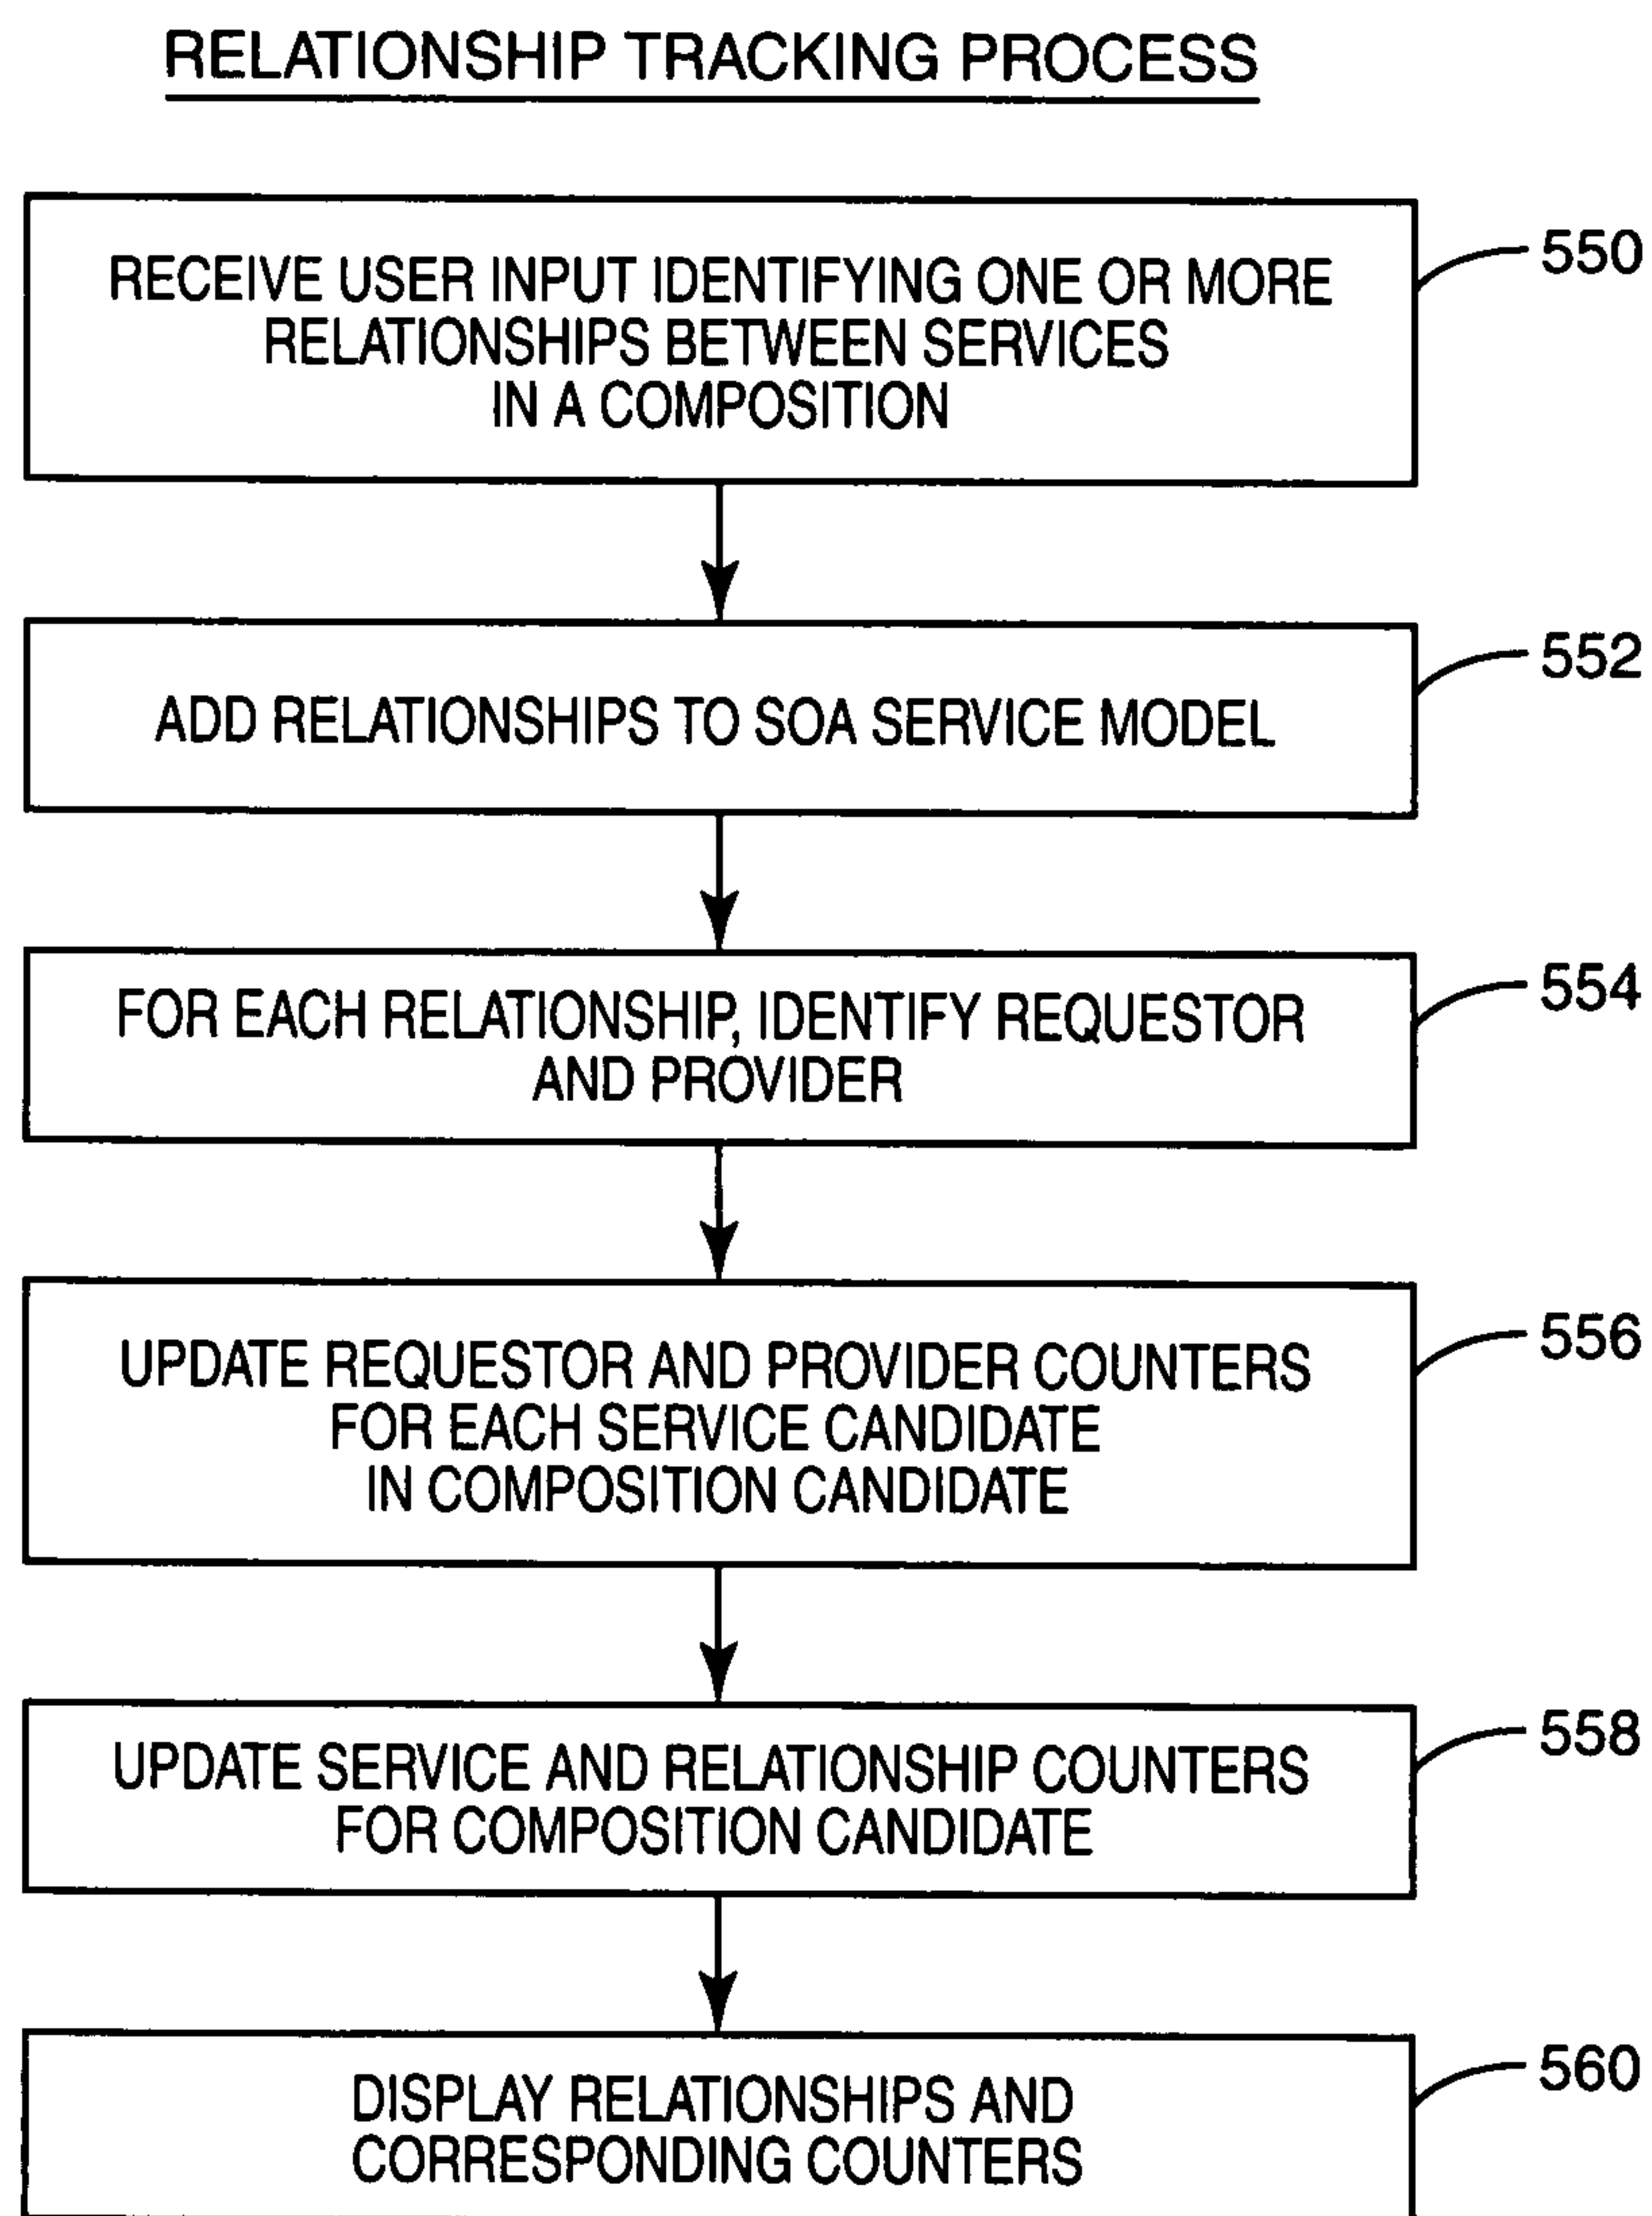 RELATIONSHIP TRACKING PROCESS
RECEIVE USER INPUT IDENTIFYING ONE OR MORE
RELATIONSHIPS BETWEEN SERVICES
IN A COMPOSITION
550
ADD RELATIONSHIPS TO SOA SERVICE MODEL
552
FOR EACH RELATIONSHIP, IDENTIFY REQUESTOR
AND PROVIDER
554
UPDATE REQUESTOR AND PROVIDER COUNTERS
FOR EACH SERVICE CANDIDATE
IN COMPOSITION CANDIDATE
556
UPDATE SERVICE AND RELATIONSHIP COUNTERS
FOR COMPOSITION CANDIDATE
558
DISPLAY RELATIONSHIPS AND
CORRESPONDING COUNTERS
560